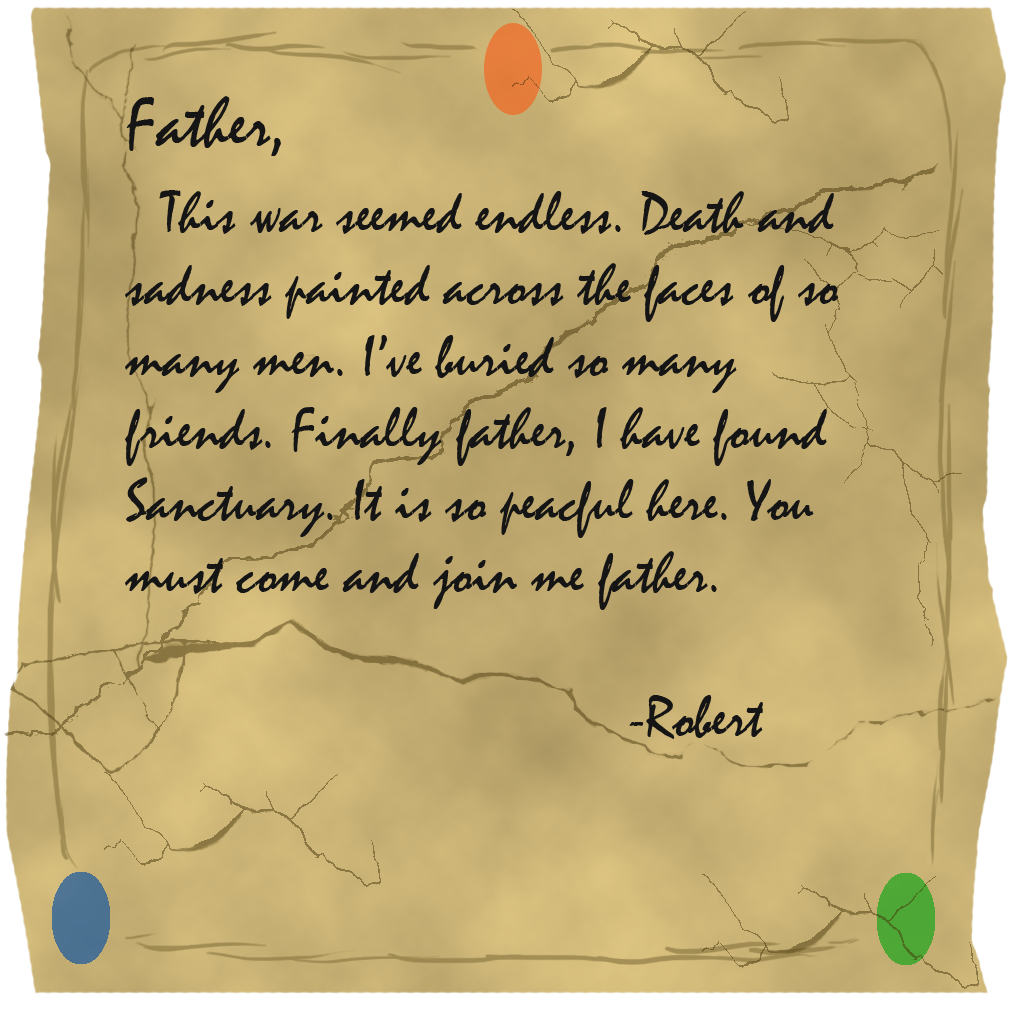 Father,
This war seemed endless. Death and
sadness painted across the faces of so
many men. I've buried so many
friends. Finally father, I have found
Sanctuary. It is so peacful here. You
must come and join me father.
-Robert